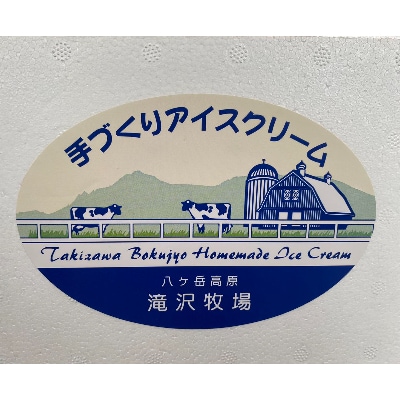 手づくりアイスクリーム
Takizawa Bokujyo Homemade Ice Cream
八ケ岳高原
滝沢牧場